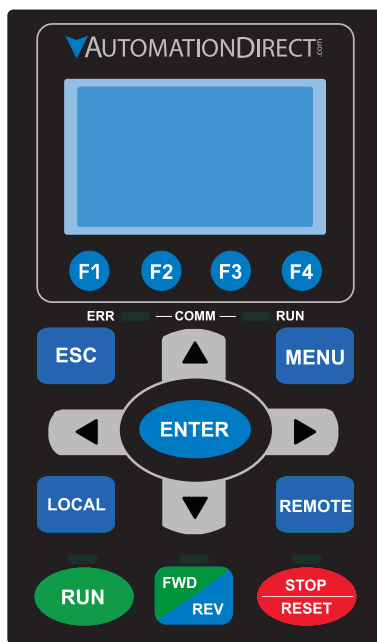 AUTOMATIONDIRECT.com
F1 F2 F3 F4
ERR — COMM — RUN
ESC MENU
ENTER
LOCAL REMOTE
RUN
FWD
REV
STOP
RESET